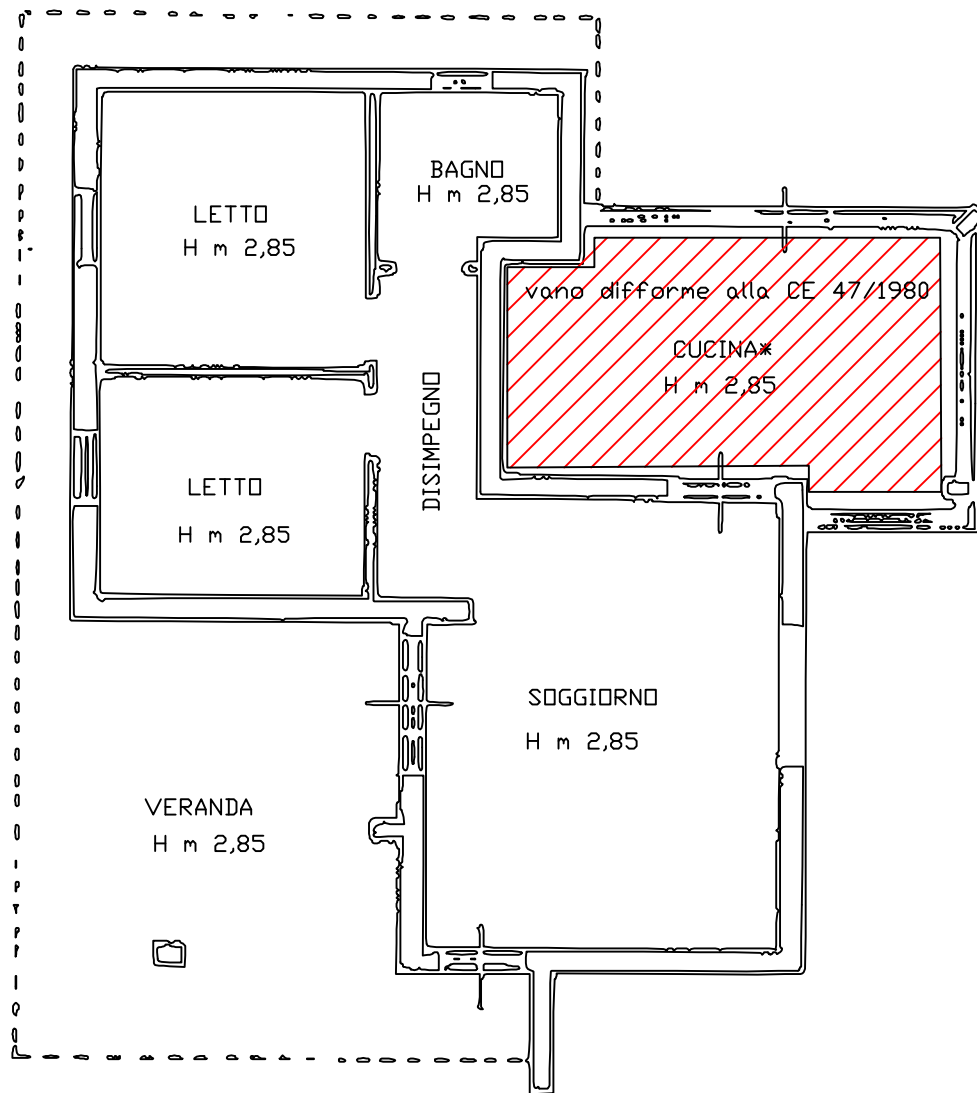 BAGNO
H m 2,85
LETTO
H m 2,85
vano difforme alla CE 47/1980
CUCINA*
H m 2,85
DISIMPEGNO
LETTO
H m 2,85
SOGGIORNO
H m 2,85
VERANDA
H m 2,85